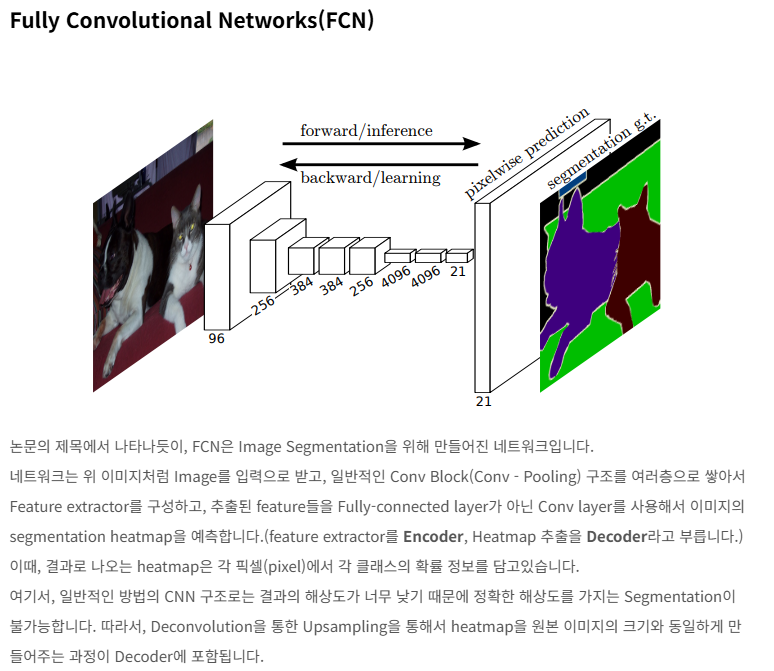 Fully Convolutional Networks(FCN)
forward/inference
backward/learning
pixelwise prediction
segmentation g.t.
96
256
384
384
256
4096
4096
21
21
논문의 제목에서 나타나듯이, FCN은 Image Segmentation을 위해 만들어진 네트워크입니다.
네트워크는 위 이미지처럼 Image를 입력으로 받고, 일반적인 Conv Block(Conv - Pooling) 구조를 여러층으로 쌓아서
Feature extractor를 구성하고, 추출된 feature들을 Fully-connected layer가 아닌 Conv layer를 사용해서 이미지의
segmentation heatmap을 예측합니다.(feature extractor를 Encoder, Heatmap 추출을 Decoder라고 부릅니다.)
이때, 결과로 나오는 heatmap은 각 픽셀(pixel)에서 각 클래스의 확률 정보를 담고있습니다.
여기서, 일반적인 방법의 CNN 구조로는 결과의 해상도가 너무 낮기 때문에 정확한 해상도를 가지는 Segmentation이
불가능합니다. 따라서, Deconvolution을 통한 Upsampling을 통해서 heatmap을 원본 이미지의 크기와 동일하게 만
들어주는 과정이 Decoder에 포함됩니다.